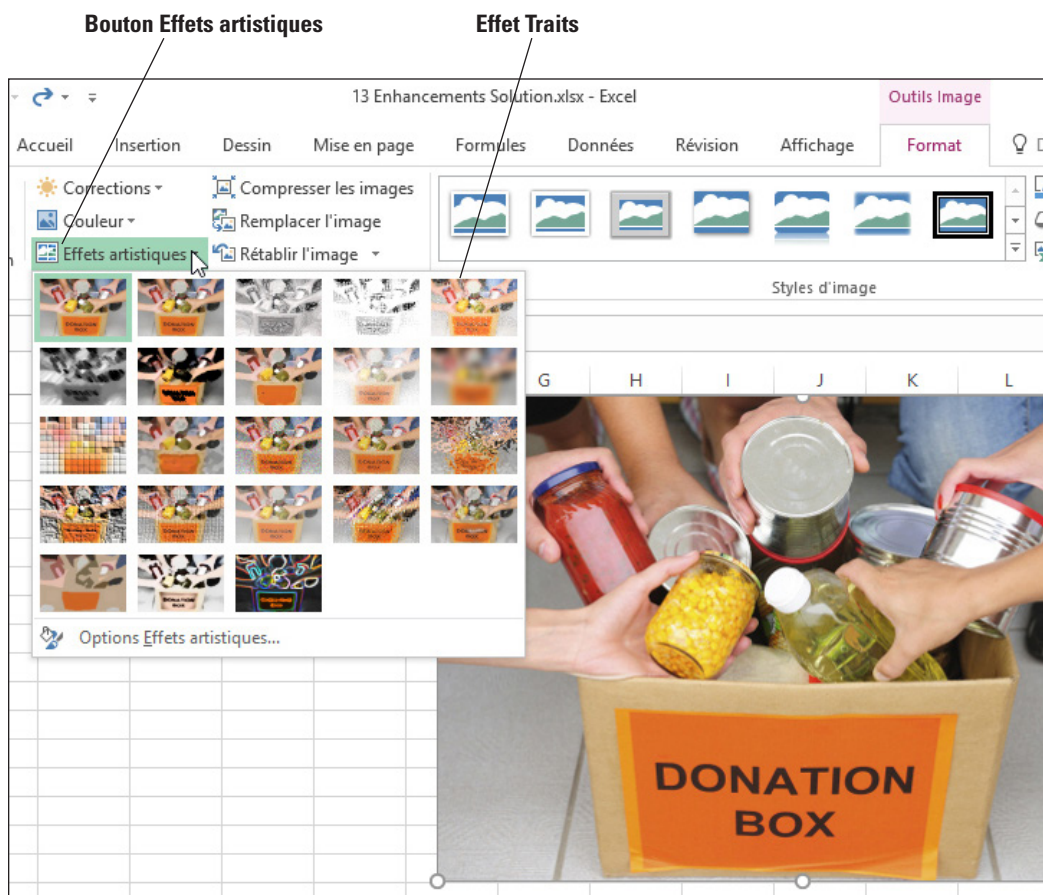 Bouton Effets artistiques
Effet Traits
13 Enhancements Solution.xlsx - Excel
Outils Image
Accueil Insertion Dessin Mise en page Formules Données Révision Affichage Format
Corrections
Compresser les images
Couleur
Remplacer l'image
Effets artistiques
Rétablir l'image
Styles d'image
G H I J K L
Options Effets artistiques...
DONATION
BOX